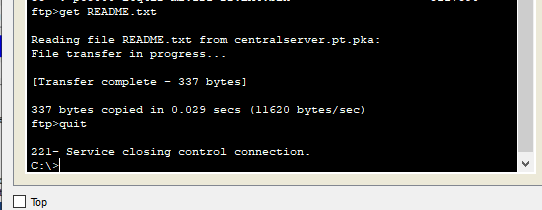 ftp>get README.txt
Reading file README.txt from centralserver.pt.pka:
File transfer in progress...
[Transfer complete - 337 bytes]
337 bytes copied in 0.029 secs (11620 bytes/sec)
ftp>quit
221- Service closing control connection.
C:\>
Top